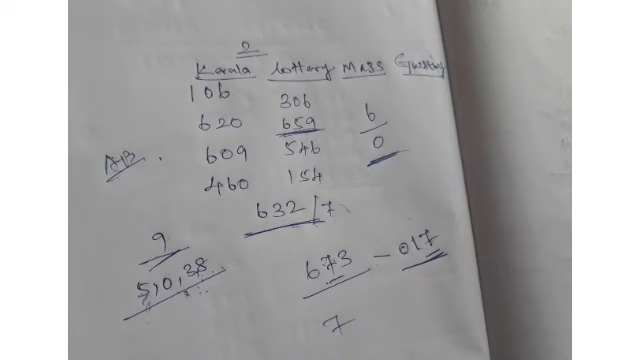 2
Kerala Lottery Mass Guessing
106 306
620 659 6
AB. 609 546 0
460 154
632/7
9
5,0,38
673 - 017
7